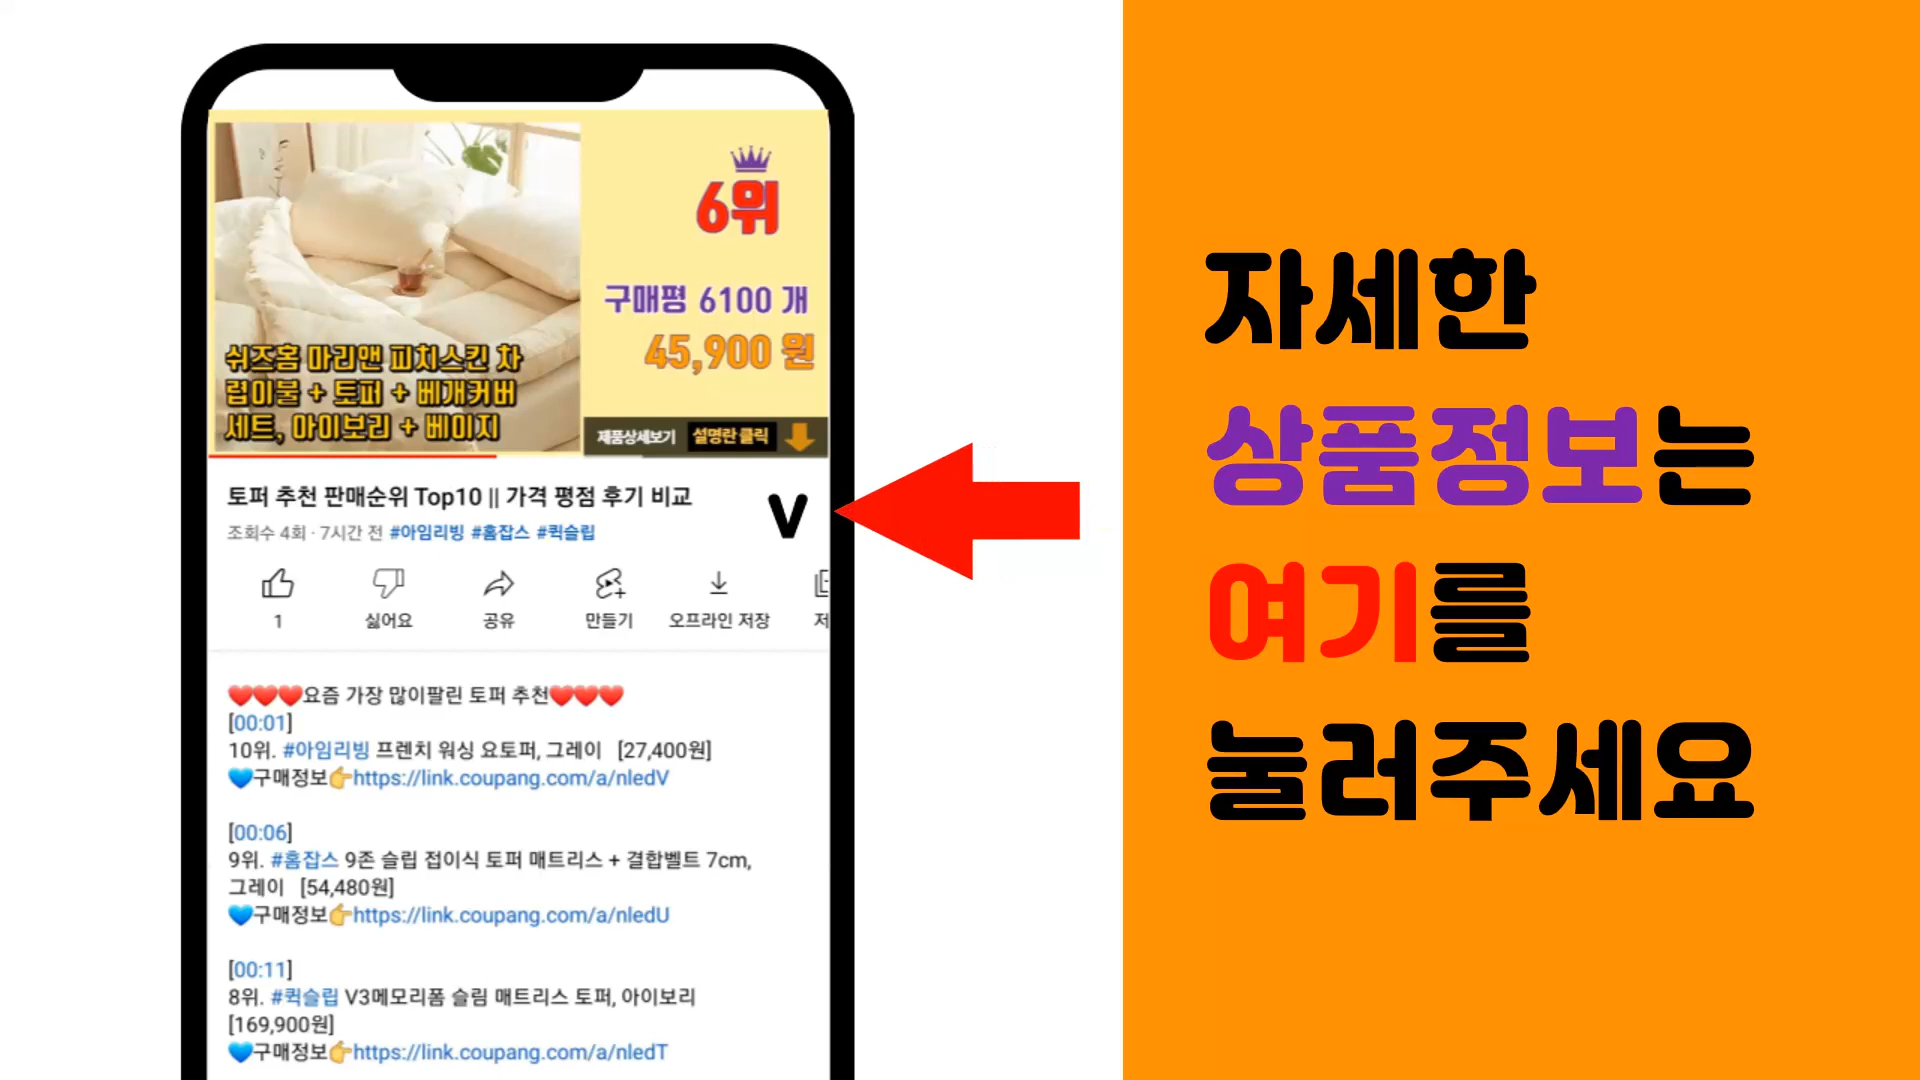 6위
구매평 6100 개
45,900 원
쉬즈홈 마리앤 피치스킨 차
렵이불 + 토퍼 + 베개커버
세트, 아이보리 + 베이지
제품상세보기 설명란 클릭
토퍼 추천 판매순위 Top10 || 가격 평점 후기 비교
조회수 4회 · 7시간 전 #아임리빙 #홈잡스 #퀵슬립
V
1 싫어요 공유 만들기 오프라인 저장 저
❤️❤️❤️요즘 가장 많이팔린 토퍼 추천❤️❤️❤️
[00:01]
10위. #아임리빙 프렌치 워싱 요토퍼, 그레이 [27,400원]
💙구매정보👉https://link.coupang.com/a/nledV
[00:06]
9위. #홈잡스 9존 슬립 접이식 토퍼 매트리스 + 결합벨트 7cm,
그레이 [54,480원]
💙구매정보👉https://link.coupang.com/a/nledU
[00:11]
8위. #퀵슬립 V3메모리폼 슬림 매트리스 토퍼, 아이보리
[169,900원]
💙구매정보👉https://link.coupang.com/a/nledT
자세한
상품정보는
여기를
눌러주세요